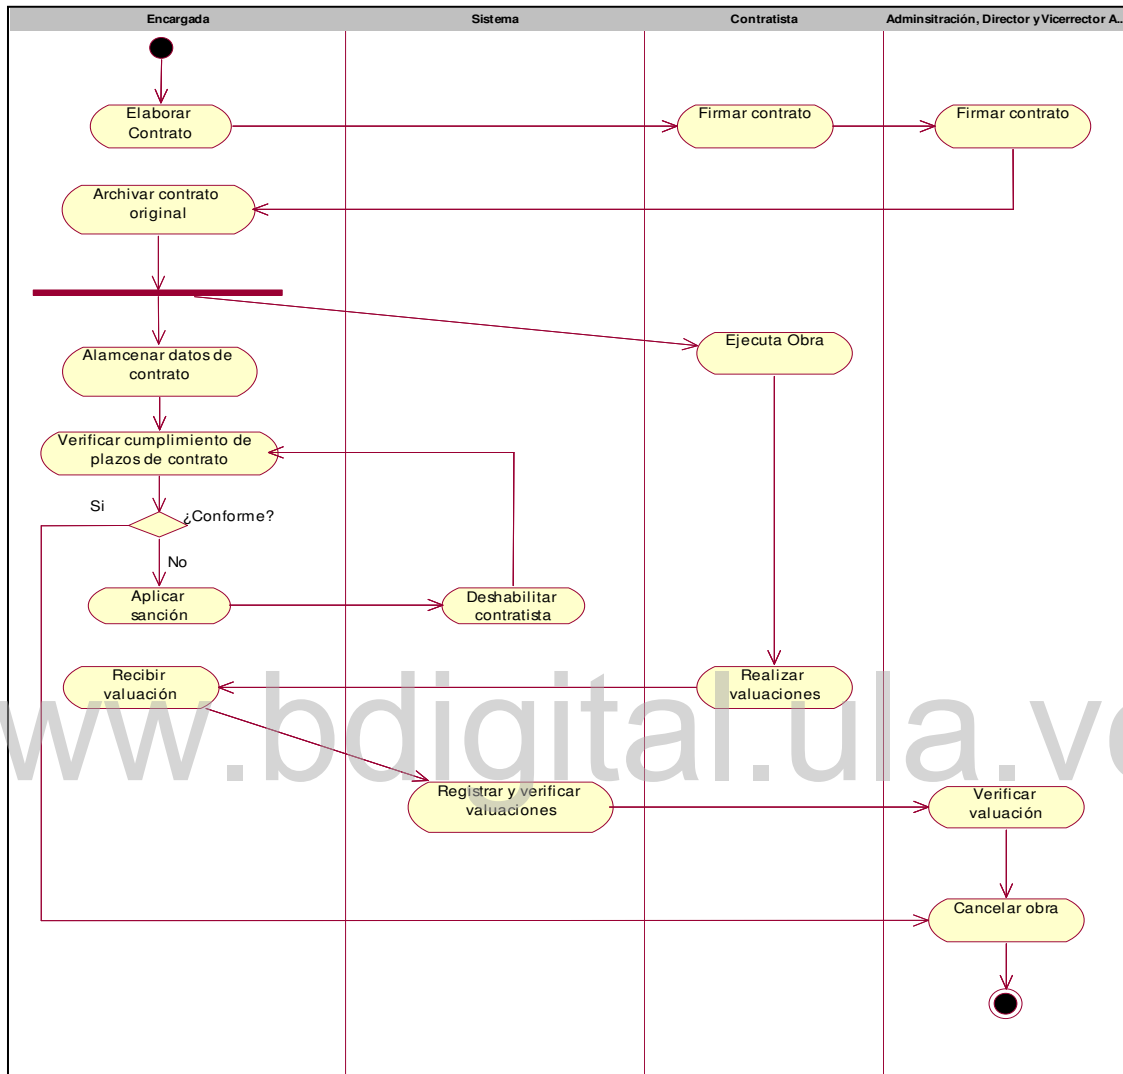 Encargada
Sistema
Contratista
Adminsitración, Director y Vicerrector A...
Elaborar
Contrato
Firmar contrato
Firmar contrato
Archivar contrato
original
Ejecuta Obra
Alamcenar datos de
contrato
Verificar cumplimiento de
plazos de contrato
Si
¿Conforme?
No
Aplicar
sanción
Deshabilitar
contratista
Recibir
valuación
Realizar
valuaciones
www.bdigital.ula.ve
Registrar y verificar
valuaciones
Verificar
valuación
Cancelar obra